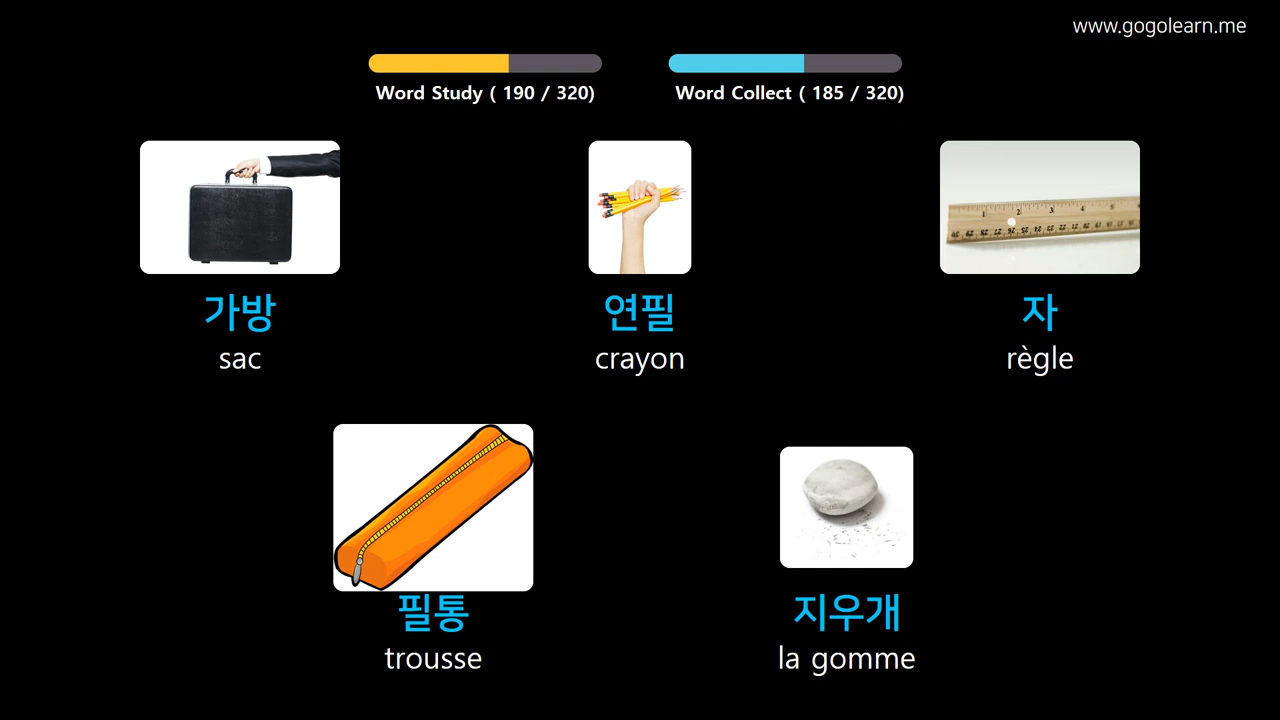 www.gogolearn.me
Word Study ( 190 / 320)
Word Collect ( 185 / 320)
가방
연필
자
sac
crayon
règle
필통
지우개
trousse
la gomme